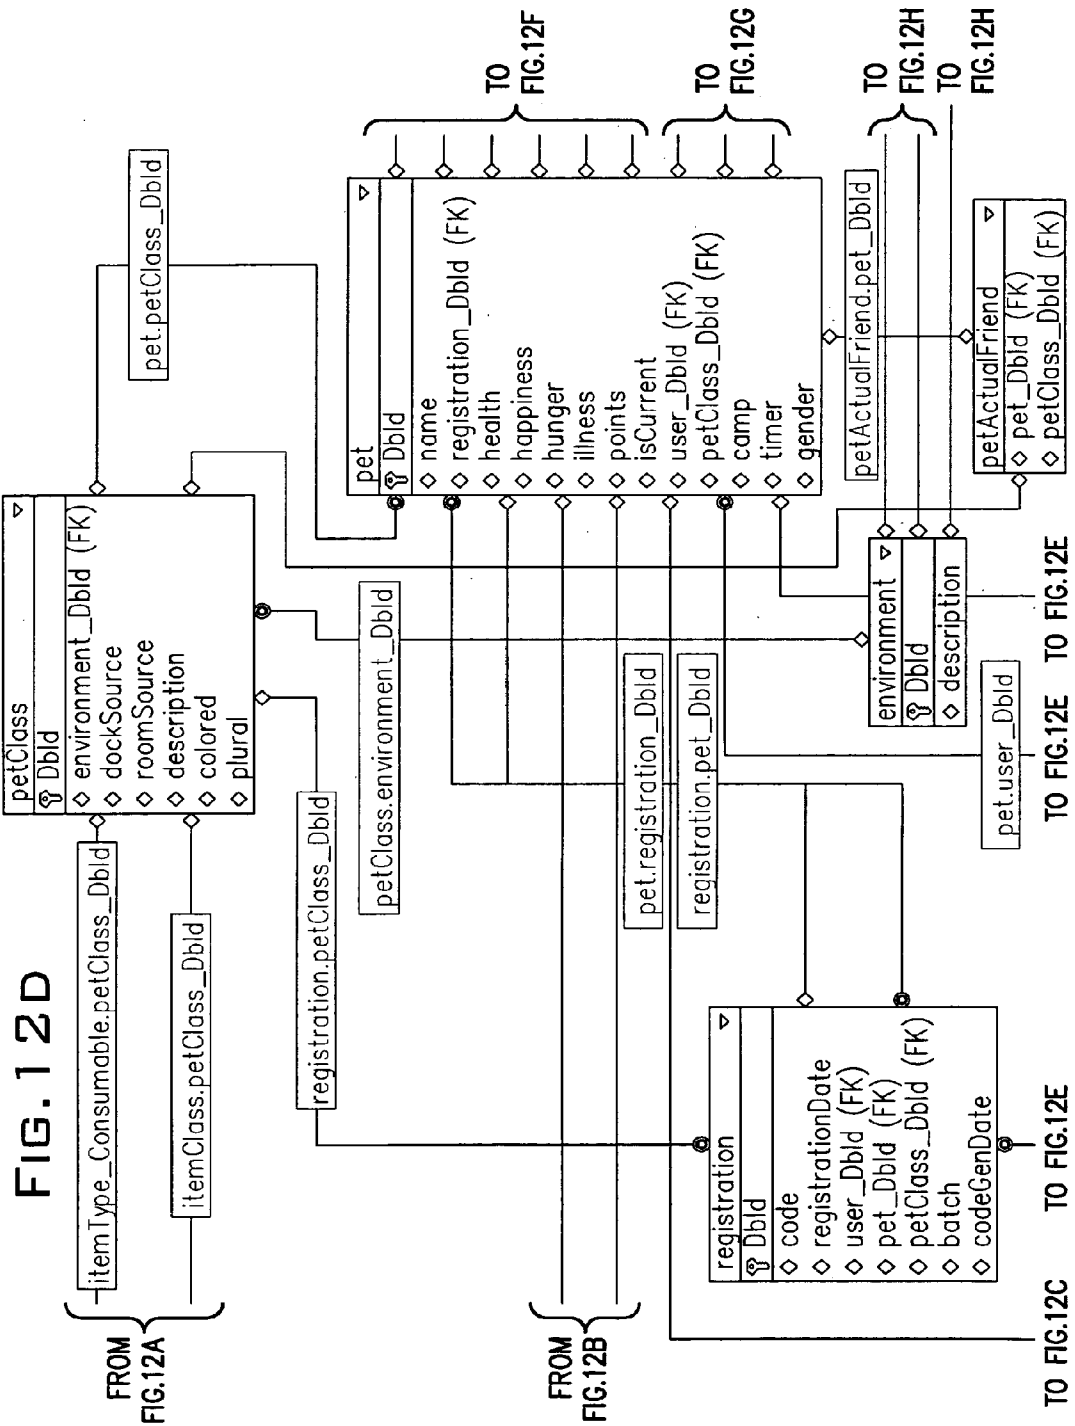 FIG.12D
FROM
FIG.12A
itemType_Consumable.petClass_DbId
itemClass.petClass_DbId
petClass
DbId
environment_DbId (FK)
dockSource
roomSource
description
colored
plural
pet.petClass_DbId
registration.petClass_DbId
petClass.environment_DbId
pet
DbId
name
registration_DbId (FK)
health
happiness
hunger
illness
points
isCurrent
user_DbId (FK)
petClass_DbId (FK)
camp
timer
gender
TO
FIG.12F
TO
FIG.12G
FROM
FIG.12B
pet.registration_DbId
registration.pet_DbId
registration
DbId
code
registrationDate
user_DbId (FK)
pet_DbId (FK)
petClass_DbId (FK)
batch
codeGenDate
environment
DbId
description
petActualFriend.pet_DbId
TO
FIG.12H
TO
FIG.12H
petActualFriend
pet_DbId (FK)
petClass_DbId (FK)
pet.user_DbId
TO FIG.12C
TO FIG.12E
TO FIG.12E
TO FIG.12E